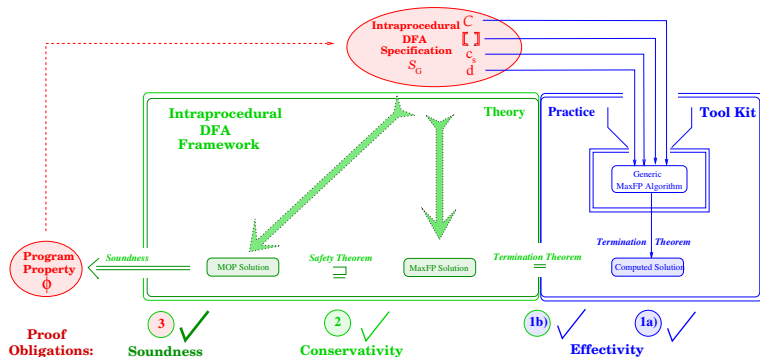 Intraprocedural
DFA
Specification
S_G
C
⟦ ⟧
c_s
d
Intraprocedural
DFA
Framework
Theory
Practice
Tool Kit
Generic
MaxFP Algorithm
Termination Theorem
Program
Property
ϕ
Soundness
MOP Solution
Safety Theorem
⊒
MaxFP Solution
Termination Theorem
=
Computed Solution
Proof
Obligations:
3
Soundness
2
Conservativity
1b)
1a)
Effectivity